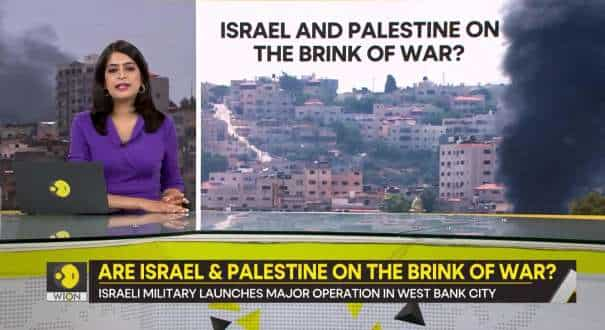 ISRAEL AND PALESTINE ON
THE BRINK OF WAR?
ARE ISRAEL & PALESTINE ON THE BRINK OF WAR?
WION
ISRAELI MILITARY LAUNCHES MAJOR OPERATION IN WEST BANK CITY